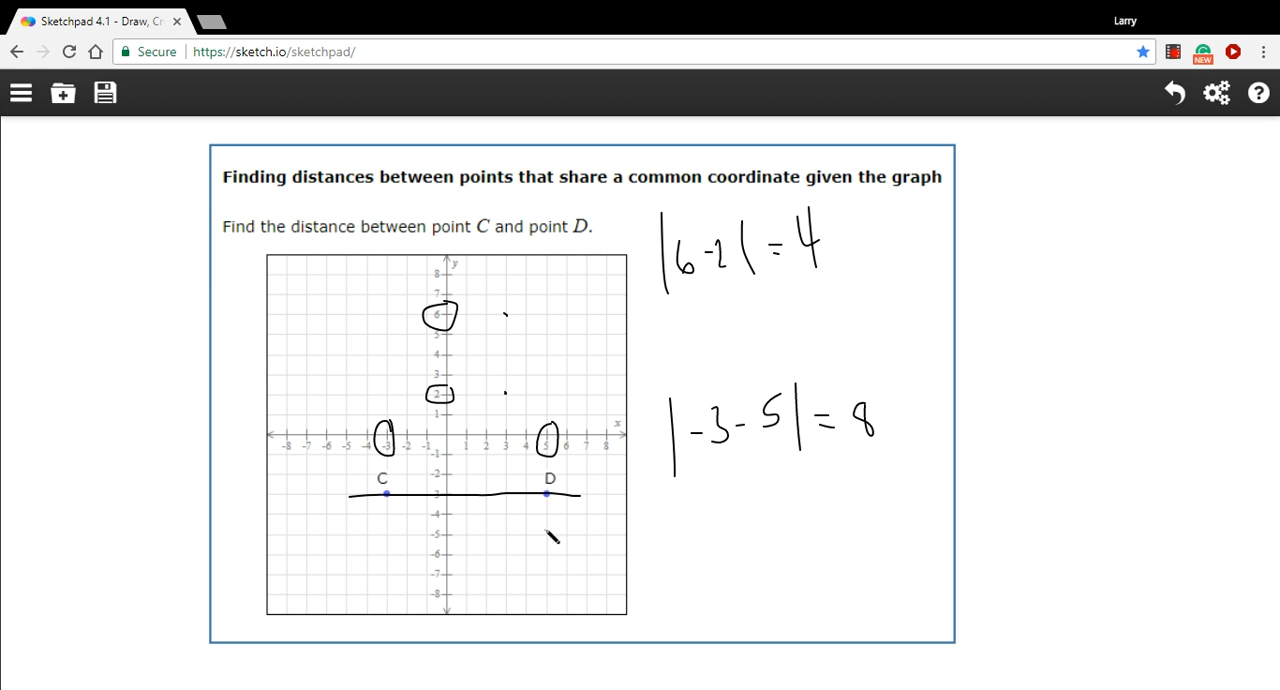 Larry
Sketchpad 4.1 - Draw, Cr
Secure https://sketch.io/sketchpad/
NEW
Finding distances between points that share a common coordinate given the graph
Find the distance between point C and point D.
|6-2| = 4
y
8
7
6
5
4
3
2
1
x
-8 -7 -6 -5 -4 -3 -2 -1 1 2 3 4 5 6 7 8
|-3-5| = 8
-1
-2
C D
-3
-4
-5
-6
-7
-8